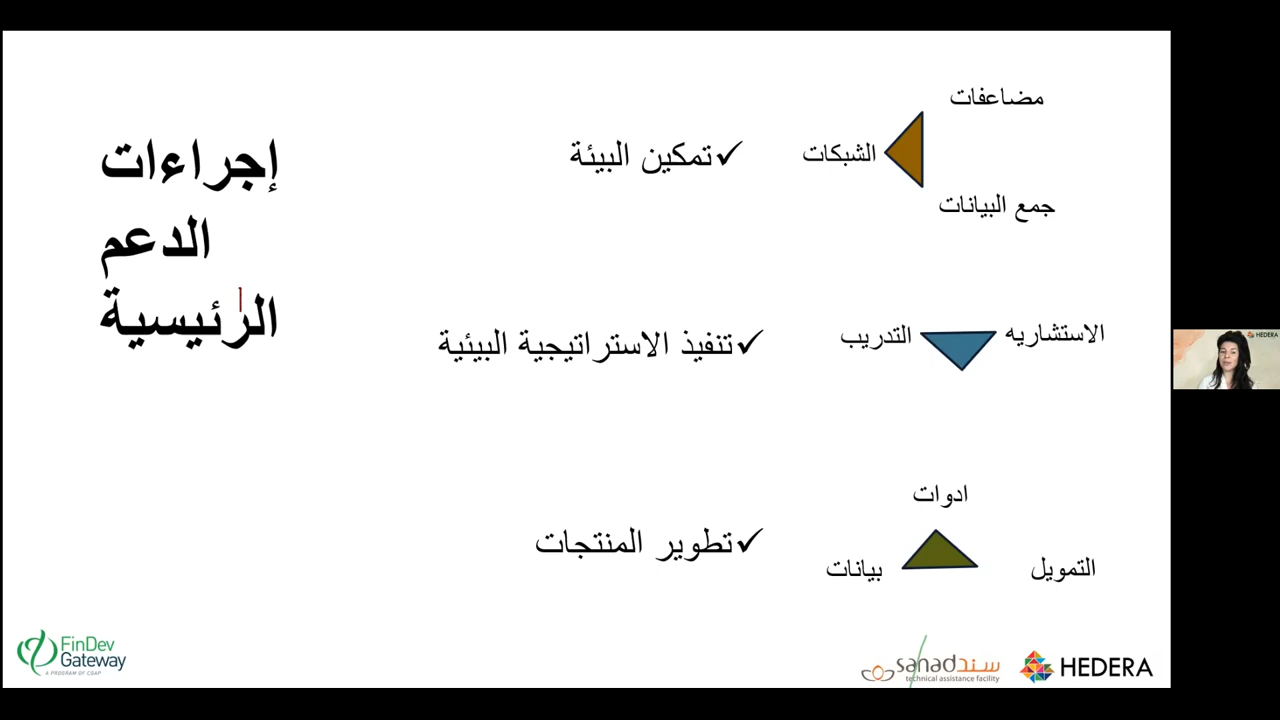 إجراءات
الدعم
الرئيسية
مضاعفات
الشبكات
جمع البيانات
✓تمكين البيئة
الاستشاريه
التدريب
✓تنفيذ الاستراتيجية البيئية
ادوات
التمويل
بيانات
✓تطوير المنتجات
FinDev
Gateway
A PROGRAM OF CGAP
sanad سند
technical assistance facility
HEDERA
HEDERA